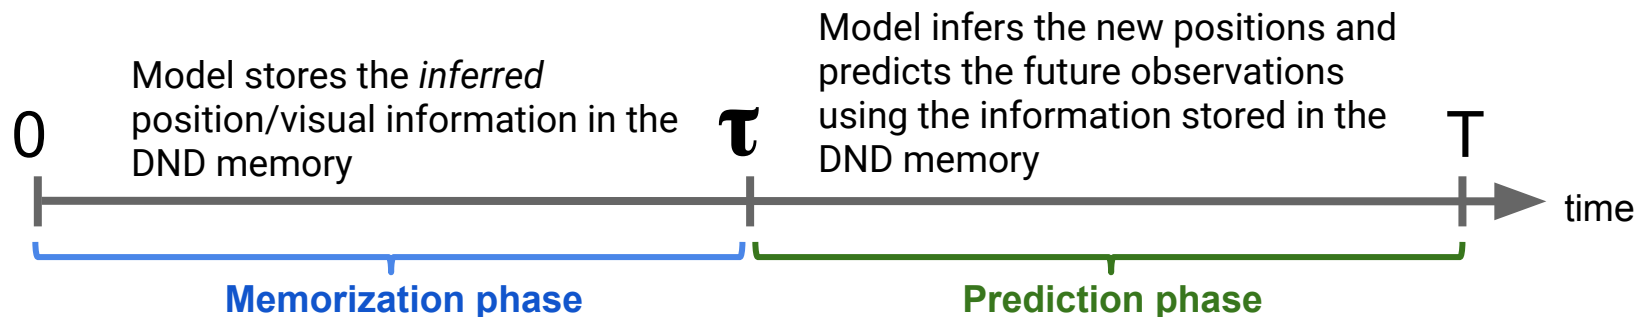 Model infers the new positions and
predicts the future observations
using the information stored in the
DND memory
Model stores the inferred
position/visual information in the
DND memory
0
τ
T
time
Memorization phase
Prediction phase